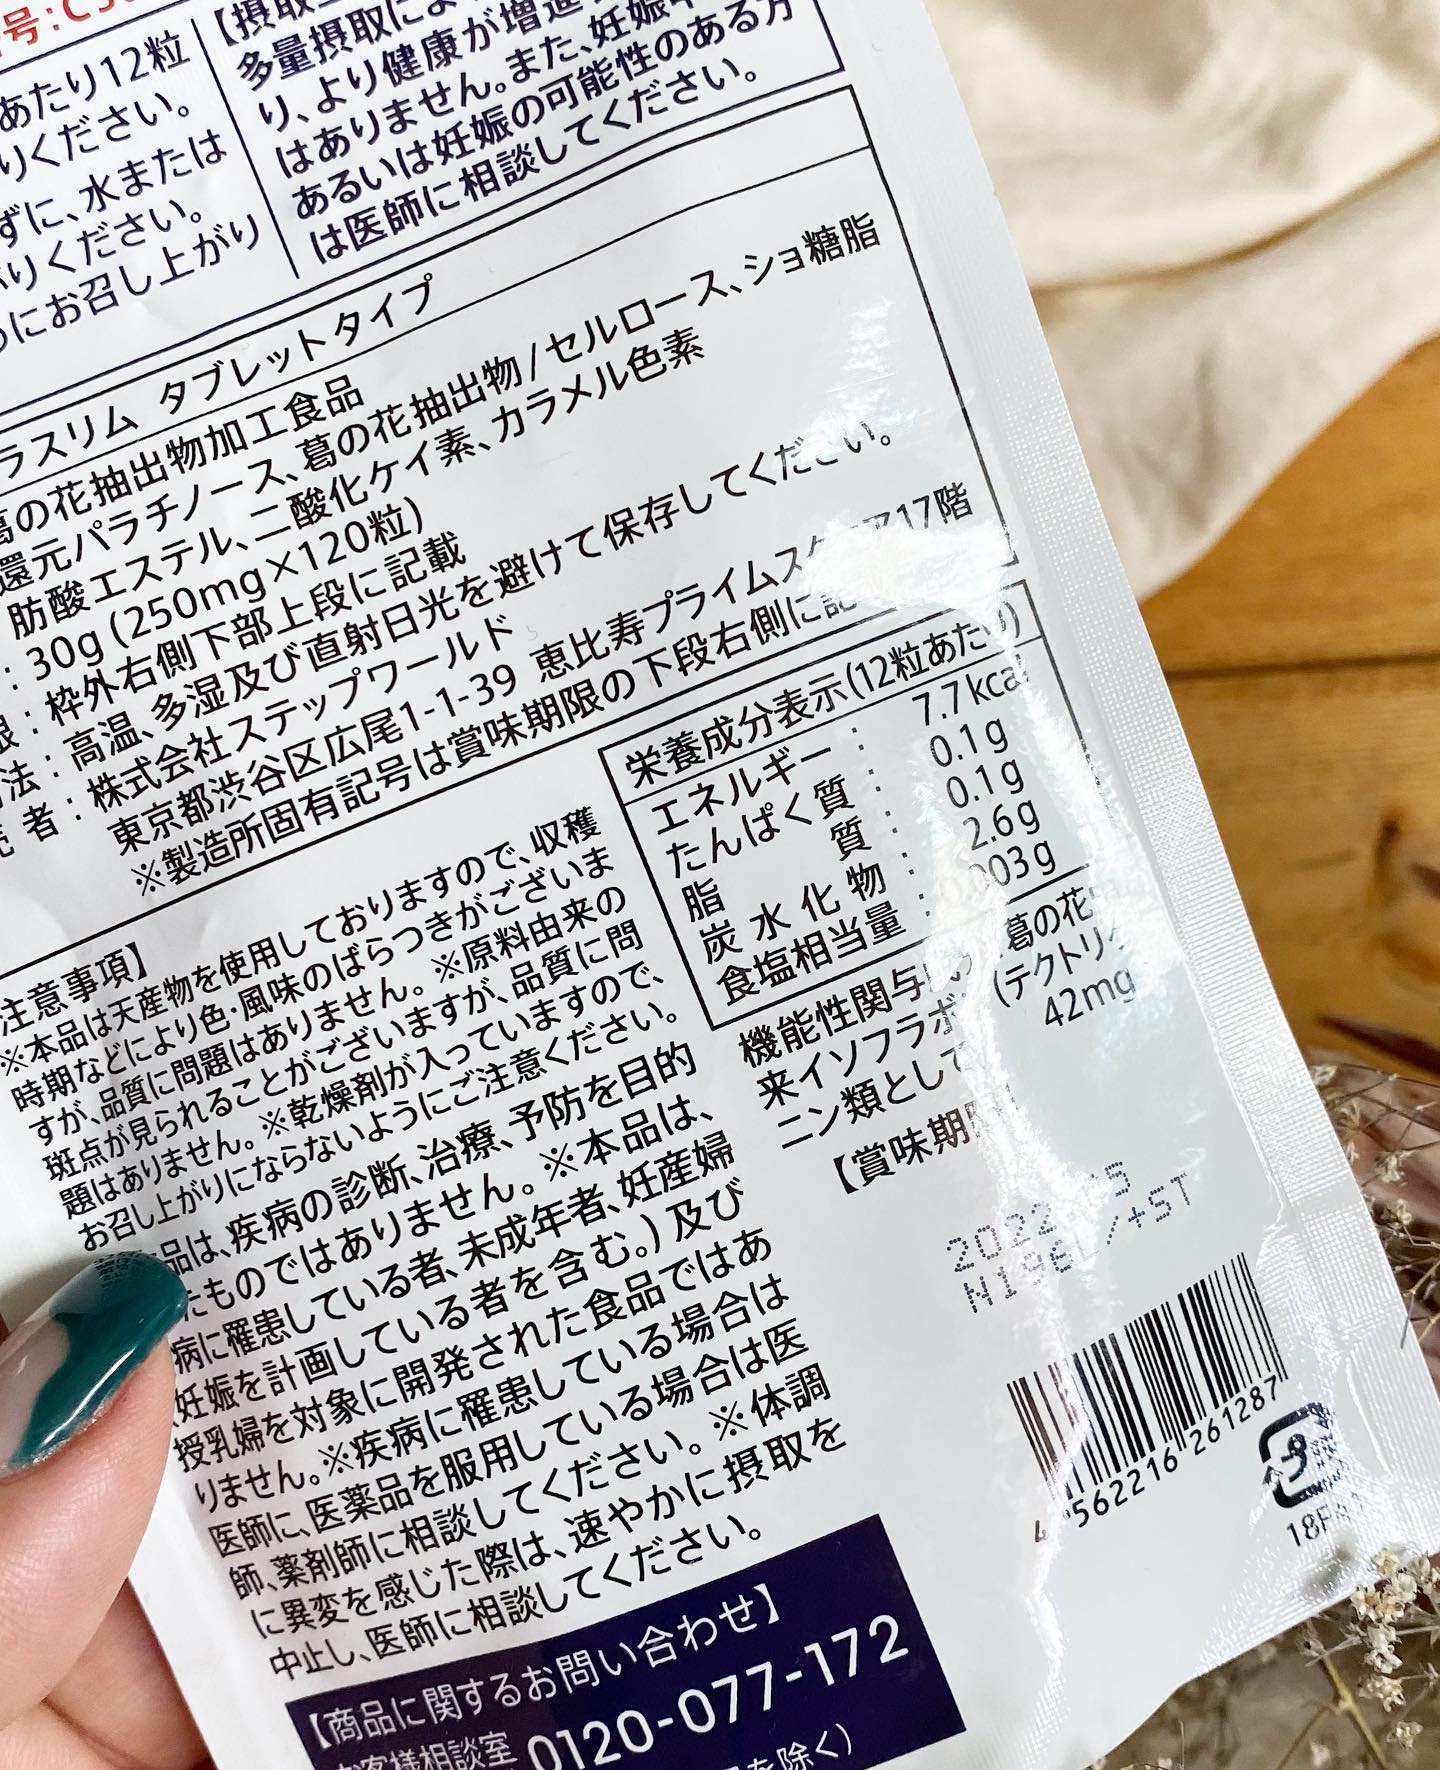 号:C
【摂取
あたり12粒
りください。
ずに、水または
りください。
にお召し上がり
多量摂取によ
り、より健康が増進
はありません。また、妊娠
あるいは妊娠の可能性のある方
は医師に相談してください。
ラスリム タブレットタイプ
葛の花抽出物加工食品
還元パラチノース、葛の花抽出物/セルロース、ショ糖脂
肪酸エステル、二酸化ケイ素、カラメル色素
: 30g(250mg×120粒)
限 : 枠外右側下部上段に記載
法 : 高温、多湿及び直射日光を避けて保存してください。
者 : 株式会社ステップワールド
東京都渋谷区広尾1-1-39 恵比寿プライムスクエア17階
※製造所固有記号は賞味期限の下段右側に記
栄養成分表示(12粒あたり)
エネルギー : 7.7kcal
たんぱく質 : 0.1g
脂質 : 0.1g
炭水化物 : 2.6g
食塩相当量 : 003g
機能性関与 葛の花
来イソフラボ (テクトリ
ニン類として 42mg
【賞味期
2022
N196 /+ST
注意事項】
※本品は天産物を使用しておりますので、収穫
時期などにより色・風味のばらつきがございま
すが、品質に問題はありません。※原料由来の
斑点が見られることがございますが、品質に問
題はありません。※乾燥剤が入っていますので、
お召し上がりにならないようにご注意ください。
品は、疾病の診断、治療、予防を目的
たものではありません。※本品は、
病に罹患している者、未成年者、妊産婦
(妊娠を計画している者を含む。)及び
授乳婦を対象に開発された食品ではあ
りません。※疾病に罹患している場合は
医師に、医薬品を服用している場合は医
師、薬剤師に相談してください。※体調
に異変を感じた際は、速やかに摂取を
中止し、医師に相談してください。
4 562216 261287
18F
【商品に関するお問い合わせ】
お客様相談室 0120-077-172
を除く)